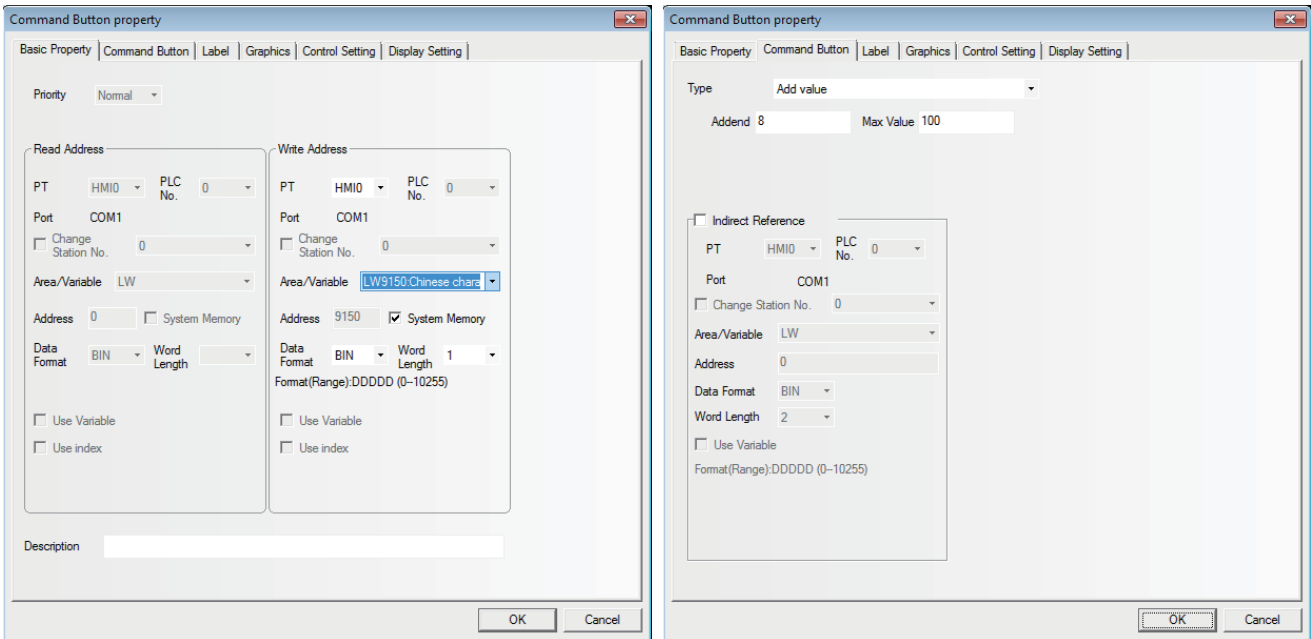 Command Button property
Basic Property Command Button Label Graphics Control Setting Display Setting
Priority Normal
Read Address
PT HMI0 PLC No. 0
Port COM1
Change Station No. 0
Area/Variable LW
Address 0 System Memory
Data Format BIN Word Length
Use Variable
Use index
Write Address
PT HMI0 PLC No. 0
Port COM1
Change Station No. 0
Area/Variable LW9150:Chinese chara
Address 9150 System Memory
Data Format BIN Word Length 1
Format(Range):DDDDD (0--10255)
Use Variable
Use index
Description
OK Cancel
Command Button property
Basic Property Command Button Label Graphics Control Setting Display Setting
Type Add value
Addend 8 Max Value 100
Indirect Reference
PT HMI0 PLC No. 0
Port COM1
Change Station No. 0
Area/Variable LW
Address 0
Data Format BIN
Word Length 2
Use Variable
Format(Range):DDDDD (0--10255)
OK Cancel